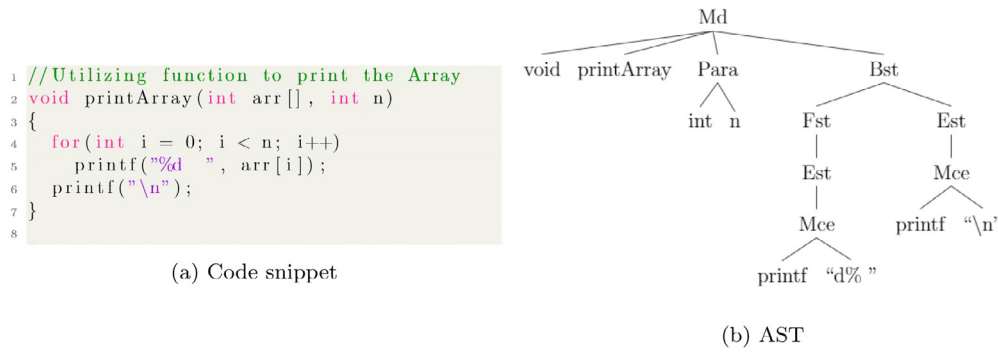 1 //Utilizing function to print the Array
2 void printArray(int arr[], int n)
3 {
4 for(int i = 0; i < n; i++)
5 printf("%d ", arr[i]);
6 printf("\n");
7 }
8
(a) Code snippet
Md
void printArray Para Bst
int n Fst Est
Est Mce
Mce printf “\n’
printf “d% ”
(b) AST